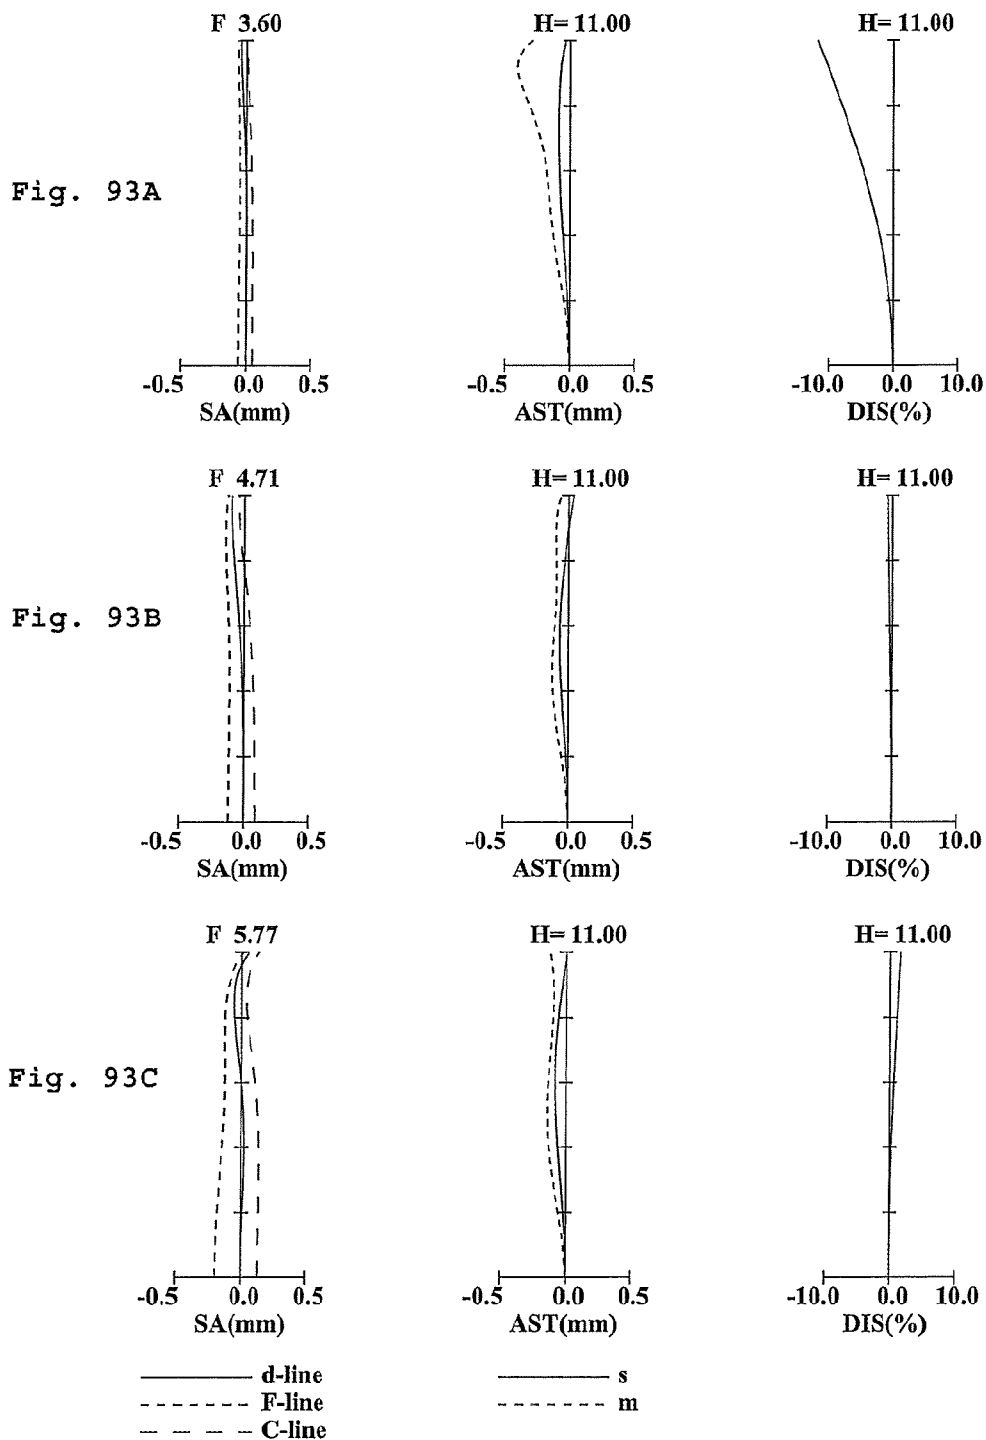 F 3.60 H= 11.00 H= 11.00
Fig. 93A
-0.5 0.0 0.5 -0.5 0.0 0.5 -10.0 0.0 10.0
SA(mm) AST(mm) DIS(%)
F 4.71 H= 11.00 H= 11.00
Fig. 93B
-0.5 0.0 0.5 -0.5 0.0 0.5 -10.0 0.0 10.0
SA(mm) AST(mm) DIS(%)
F 5.77 H= 11.00 H= 11.00
Fig. 93C
-0.5 0.0 0.5 -0.5 0.0 0.5 -10.0 0.0 10.0
SA(mm) AST(mm) DIS(%)
d-line s
F-line m
C-line